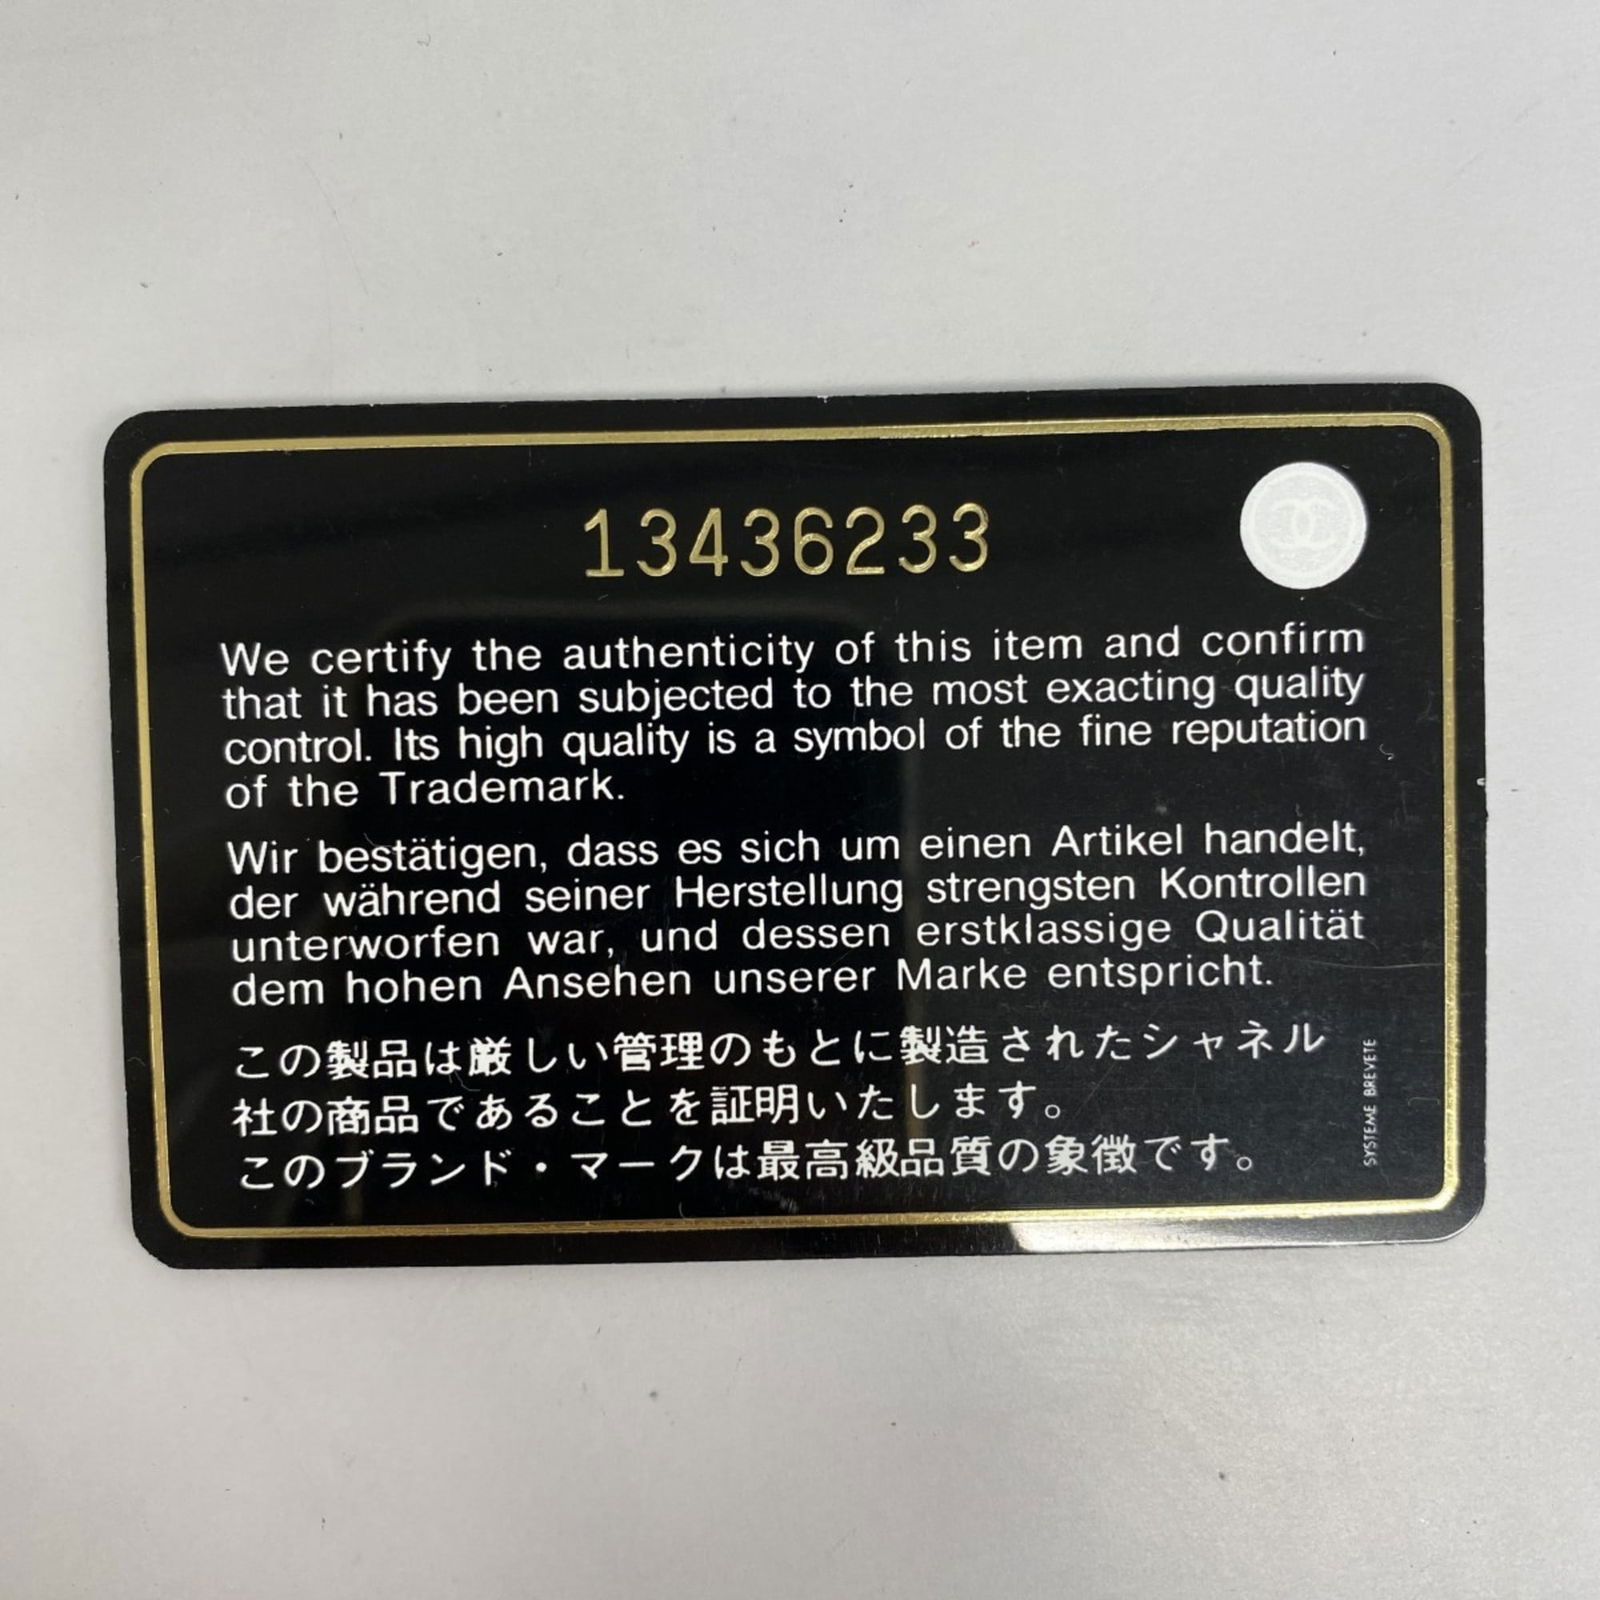 13436233
We certify the authenticity of this item and confirm
that it has been subjected to the most exacting quality
control. Its high quality is a symbol of the fine reputation
of the Trademark.
Wir bestätigen, dass es sich um einen Artikel handelt,
der während seiner Herstellung strengsten Kontrollen
unterworfen war, und dessen erstklassige Qualität
dem hohen Ansehen unserer Marke entspricht.
この製品は厳しい管理のもとに製造されたシャネル
社の商品であることを証明いたします。
このブランド・マークは最高級品質の象徴です。
SYSTEME BREVETE